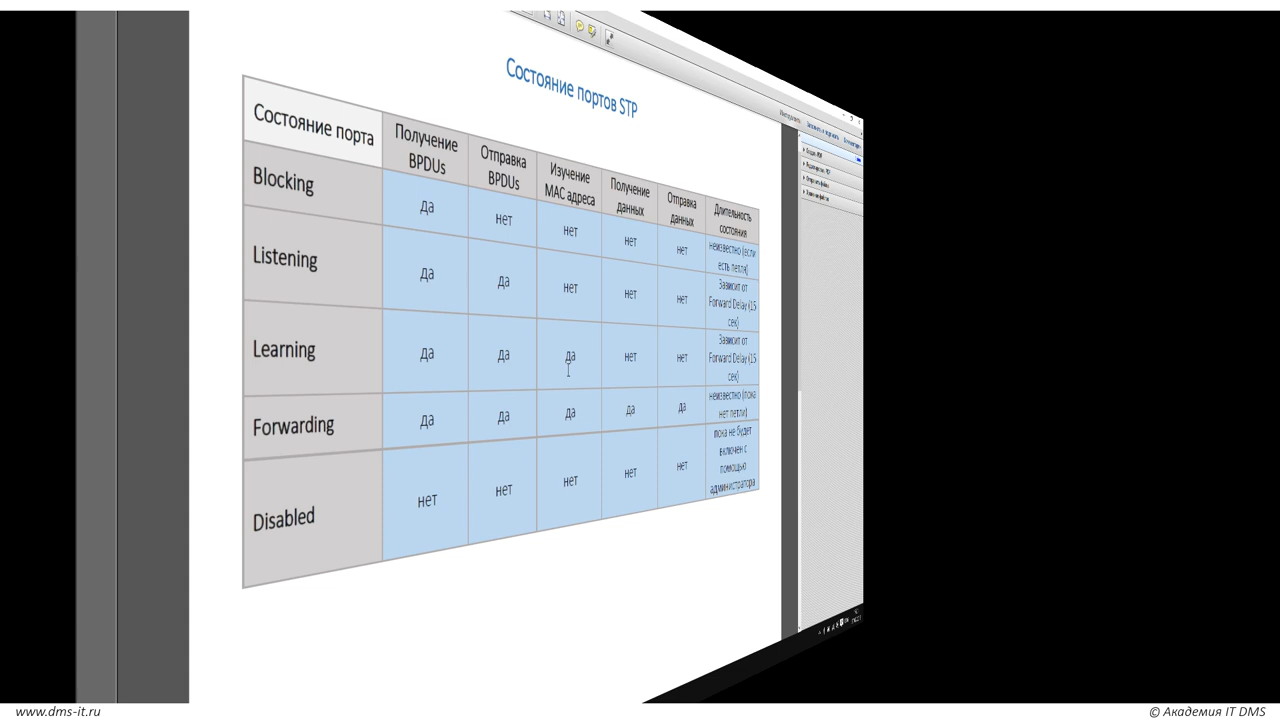 Состояние портов STP
Состояние порта
Получение
BPDUs
Отправка
BPDUs
Изучение
MAC адреса
Получение
данных
Отправка
данных
Длительность
состояния
Blocking
да
нет
нет
нет
нет
неизвестно (если
есть петля)
Listening
да
да
нет
нет
нет
Зависит от
Forward Delay (15
сек)
Learning
да
да
да
нет
нет
Зависит от
Forward Delay (15
сек)
Forwarding
да
да
да
да
да
неизвестно (пока
нет петли)
Disabled
нет
нет
нет
нет
нет
пока не будет
включен с
помощью
администратора
Инструменты
www.dms-it.ru
© Академия IT DMS